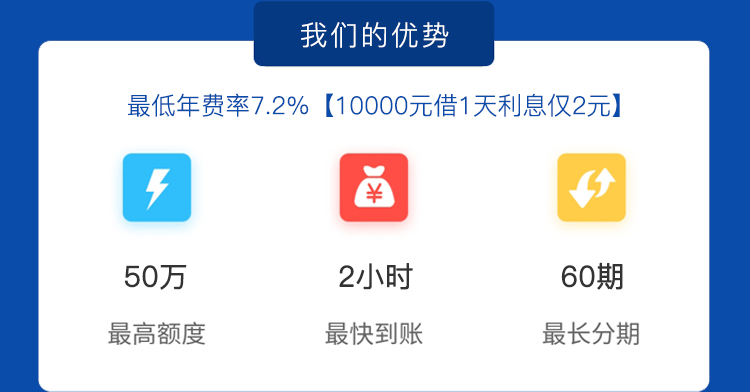 我们的优势
最低年费率7.2%【10000元借1天利息仅2元】
¥
50万
2小时
60期
最高额度
最快到账
最长分期